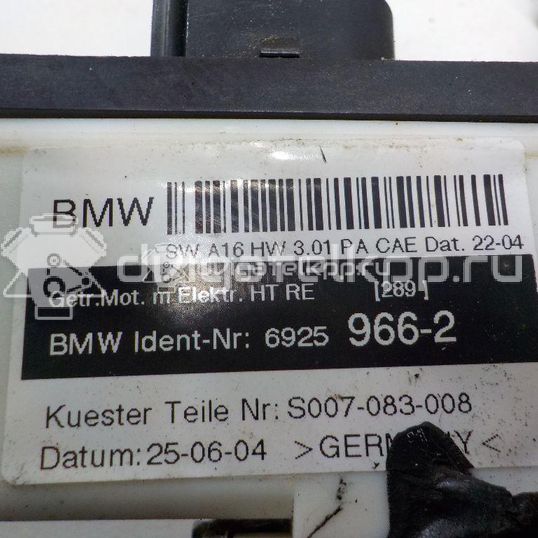 BMW
SW A16 HW 3.01 PA CAE Dat. 22-04
Getr.Mot. m Elektr. HT RE [289-]
BMW Ident-Nr: 6925 966-2
Kuester Teile Nr: S007-083-008
Datum: 25-06-04 >GERMANY<